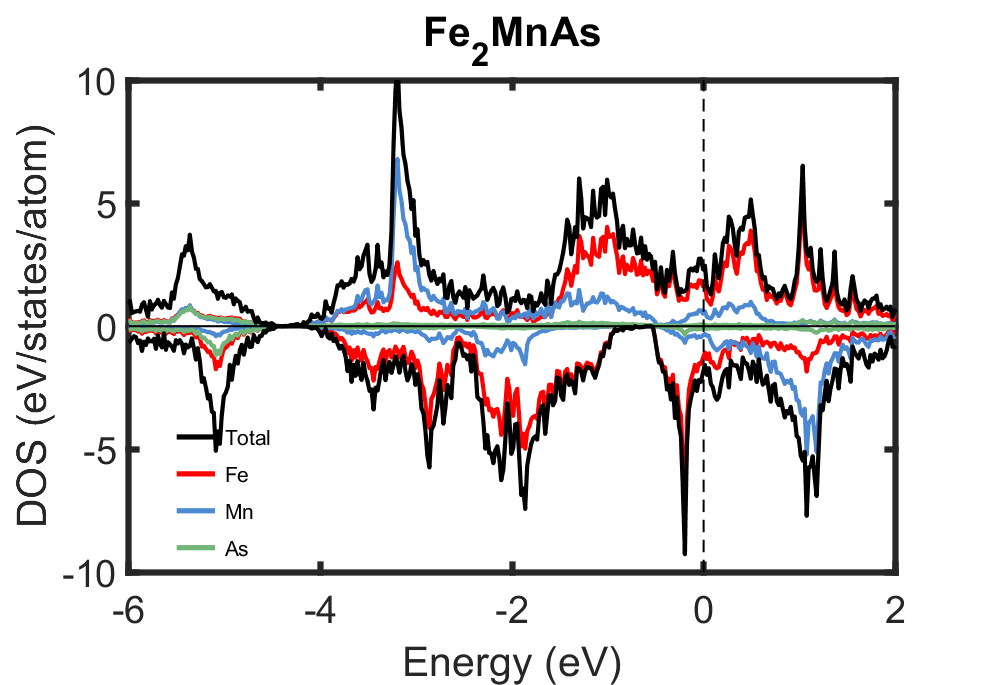 Fe₂MnAs
DOS (eV/states/atom)
10
5
0
-5
-10
Total
Fe
Mn
As
-6 -4 -2 0 2
Energy (eV)